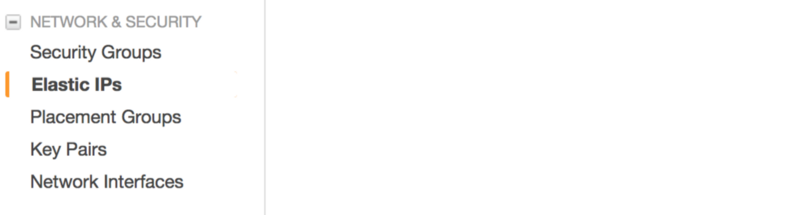 NETWORK & SECURITY
Security Groups
Elastic IPs
Placement Groups
Key Pairs
Network Interfaces